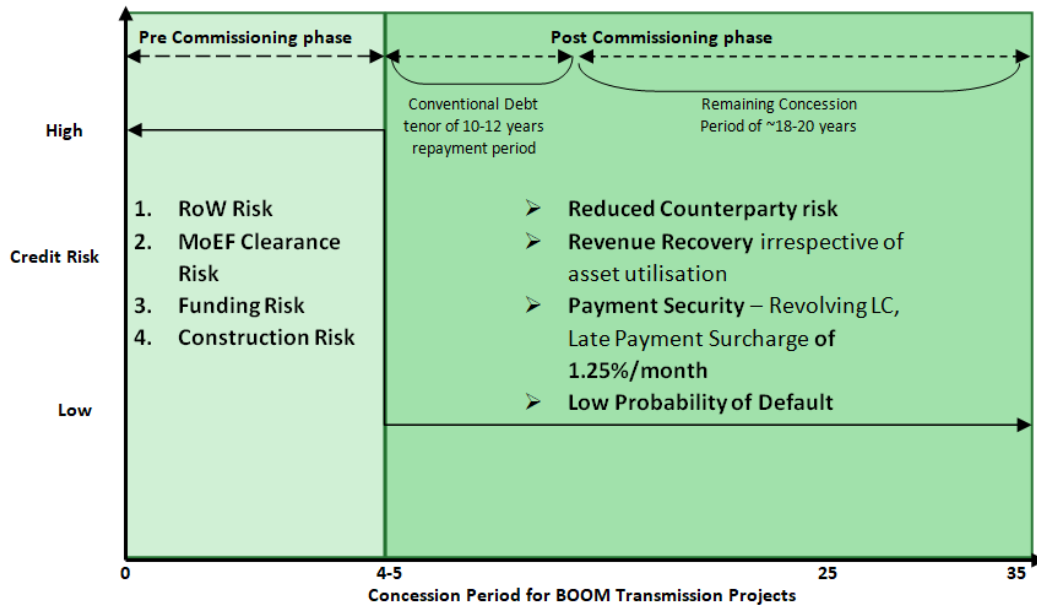 Pre Commissioning phase
Post Commissioning phase
Conventional Debt
tenor of 10-12 years
repayment period
Remaining Concession
Period of ~18-20 years
High
Credit Risk
Low
1. RoW Risk
2. MoEF Clearance
Risk
3. Funding Risk
4. Construction Risk
➢ Reduced Counterparty risk
➢ Revenue Recovery irrespective of
asset utilisation
➢ Payment Security – Revolving LC,
Late Payment Surcharge of
1.25%/month
➢ Low Probability of Default
0
4-5
25
35
Concession Period for BOOM Transmission Projects